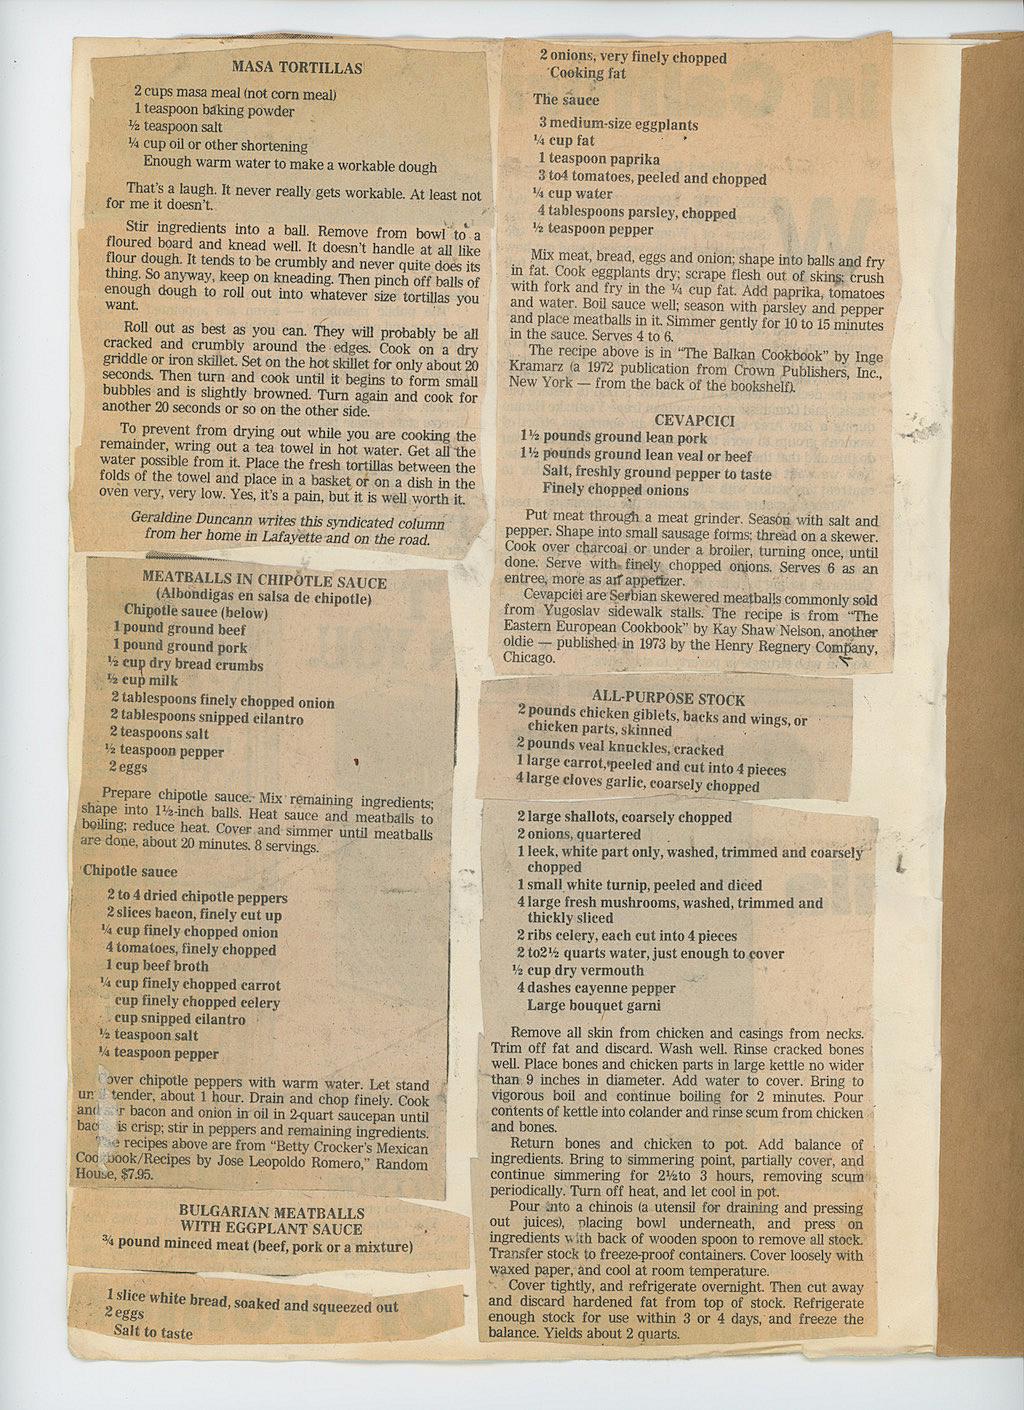 MASA TORTILLAS
2 cups masa meal (not corn meal)
1 teaspoon baking powder
½ teaspoon salt
¼ cup oil or other shortening
Enough warm water to make a workable dough
That's a laugh. It never really gets workable. At least not
for me it doesn't.
Stir ingredients into a ball. Remove from bowl to a
floured board and knead well. It doesn't handle at all like
flour dough. It tends to be crumbly and never quite does its
thing. So anyway, keep on kneading. Then pinch off balls of
enough dough to roll out into whatever size tortillas you
want.
Roll out as best as you can. They will probably be all
cracked and crumbly around the edges. Cook on a dry
griddle or iron skillet. Set on the hot skillet for only about 20
seconds. Then turn and cook until it begins to form small
bubbles and is slightly browned. Turn again and cook for
another 20 seconds or so on the other side.
To prevent from drying out while you are cooking the
remainder, wring out a tea towel in hot water. Get all the
water possible from it. Place the fresh tortillas between the
folds of the towel and place in a basket or on a dish in the
oven very, very low. Yes, it's a pain, but it is well worth it.
Geraldine Duncann writes this syndicated column
from her home in Lafayette and on the road.
MEATBALLS IN CHIPOTLE SAUCE
(Albondigas en salsa de chipotle)
Chipotle sauce (below)
1 pound ground beef
1 pound ground pork
½ cup dry bread crumbs
½ cup milk
2 tablespoons finely chopped onion
2 tablespoons snipped cilantro
2 teaspoons salt
½ teaspoon pepper
2 eggs
Prepare chipotle sauce. Mix remaining ingredients;
shape into 1½-inch balls. Heat sauce and meatballs to
boiling; reduce heat. Cover and simmer until meatballs
are done, about 20 minutes. 8 servings.
Chipotle sauce
2 to 4 dried chipotle peppers
2 slices bacon, finely cut up
¼ cup finely chopped onion
4 tomatoes, finely chopped
1 cup beef broth
¼ cup finely chopped carrot
cup finely chopped celery
cup snipped cilantro
½ teaspoon salt
¼ teaspoon pepper
over chipotle peppers with warm water. Let stand
tender, about 1 hour. Drain and chop finely. Cook
bacon and onion in oil in 2-quart saucepan until
is crisp; stir in peppers and remaining ingredients.
recipes above are from "Betty Crocker's Mexican
Cookbook/Recipes by Jose Leopoldo Romero," Random
House, $7.95.
BULGARIAN MEATBALLS
WITH EGGPLANT SAUCE
¾ pound minced meat (beef, pork or a mixture)
1 slice white bread, soaked and squeezed out
2 eggs
Salt to taste
2 onions, very finely chopped
Cooking fat
The sauce
3 medium-size eggplants
¼ cup fat
1 teaspoon paprika
3 to4 tomatoes, peeled and chopped
¼ cup water
4 tablespoons parsley, chopped
½ teaspoon pepper
Mix meat, bread, eggs and onion; shape into balls and fry
in fat. Cook eggplants dry; scrape flesh out of skins; crush
with fork and fry in the ¼ cup fat. Add paprika, tomatoes
and water. Boil sauce well; season with parsley and pepper
and place meatballs in it. Simmer gently for 10 to 15 minutes
in the sauce. Serves 4 to 6.
The recipe above is in "The Balkan Cookbook" by Inge
Kramarz (a 1972 publication from Crown Publishers, Inc.,
New York — from the back of the bookshelf).
CEVAPCICI
1½ pounds ground lean pork
1½ pounds ground lean veal or beef
Salt, freshly ground pepper to taste
Finely chopped onions
Put meat through a meat grinder. Season with salt and
pepper. Shape into small sausage forms; thread on a skewer.
Cook over charcoal or under a broiler, turning once, until
done. Serve with finely chopped onions. Serves 6 as an
entree, more as an appetizer.
Cevapciei are Serbian skewered meatballs commonly sold
from Yugoslav sidewalk stalls. The recipe is from "The
Eastern European Cookbook" by Kay Shaw Nelson, another
oldie — published in 1973 by the Henry Regnery Company,
Chicago.
ALL-PURPOSE STOCK
2 pounds chicken giblets, backs and wings, or
chicken parts, skinned
2 pounds veal knuckles, cracked
1 large carrot, peeled and cut into 4 pieces
4 large cloves garlic, coarsely chopped
2 large shallots, coarsely chopped
2 onions, quartered
1 leek, white part only, washed, trimmed and coarsely
chopped
1 small white turnip, peeled and diced
4 large fresh mushrooms, washed, trimmed and
thickly sliced
2 ribs celery, each cut into 4 pieces
2 to2½ quarts water, just enough to cover
½ cup dry vermouth
4 dashes cayenne pepper
Large bouquet garni
Remove all skin from chicken and casings from necks.
Trim off fat and discard. Wash well. Rinse cracked bones
well. Place bones and chicken parts in large kettle no wider
than 9 inches in diameter. Add water to cover. Bring to
vigorous boil and continue boiling for 2 minutes. Pour
contents of kettle into colander and rinse scum from chicken
and bones.
Return bones and chicken to pot. Add balance of
ingredients. Bring to simmering point, partially cover, and
continue simmering for 2½to 3 hours, removing scum
periodically. Turn off heat, and let cool in pot.
Pour into a chinois (a utensil for draining and pressing
out juices), placing bowl underneath, and press on
ingredients with back of wooden spoon to remove all stock.
Transfer stock to freeze-proof containers. Cover loosely with
waxed paper, and cool at room temperature.
Cover tightly, and refrigerate overnight. Then cut away
and discard hardened fat from top of stock. Refrigerate
enough stock for use within 3 or 4 days, and freeze the
balance. Yields about 2 quarts.